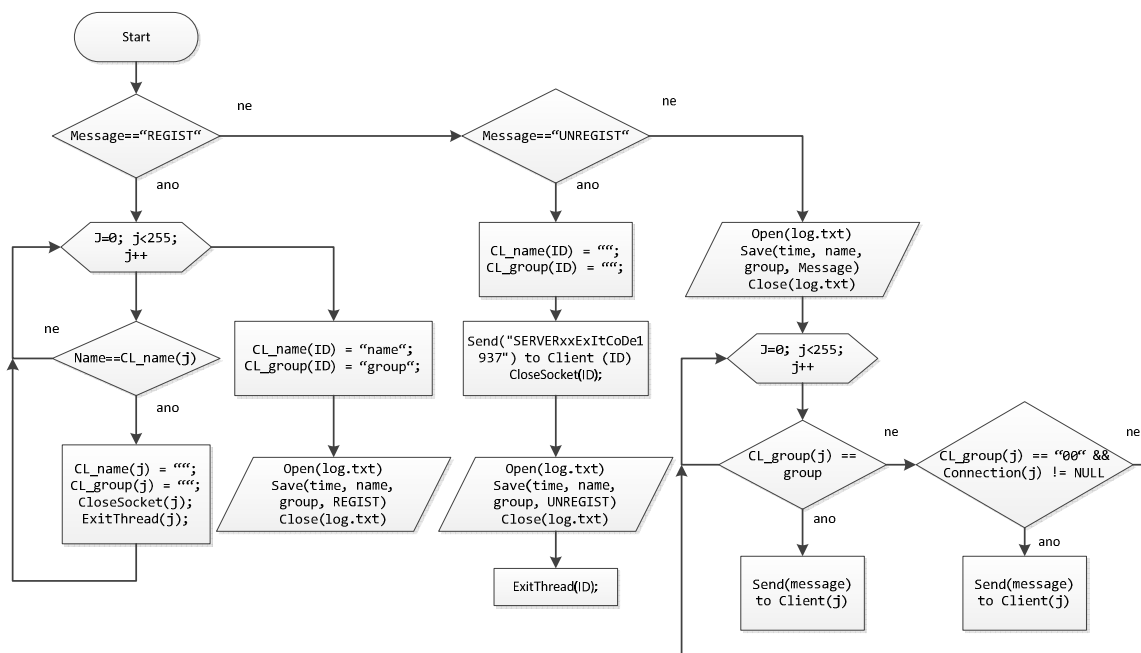 Start
Message==“REGIST“
ne
ano
J=0; j<255;
j++
ne
Name==CL_name(j)
ano
CL_name(j) = ““;
CL_group(j) = ““;
CloseSocket(j);
ExitThread(j);
CL_name(ID) = “name“;
CL_group(ID) = “group“;
Open(log.txt)
Save(time, name,
group, REGIST)
Close(log.txt)
Message==“UNREGIST“
ne
ano
CL_name(ID) = ““;
CL_group(ID) = ““;
Send("SERVERxxExItCoDe1
937") to Client (ID)
CloseSocket(ID);
Open(log.txt)
Save(time, name,
group, UNREGIST)
Close(log.txt)
ExitThread(ID);
Open(log.txt)
Save(time, name,
group, Message)
Close(log.txt)
J=0; j<255;
j++
CL_group(j) ==
group
ne
ano
Send(message)
to Client(j)
CL_group(j) == “00“ &&
Connection(j) != NULL
ne
ano
Send(message)
to Client(j)